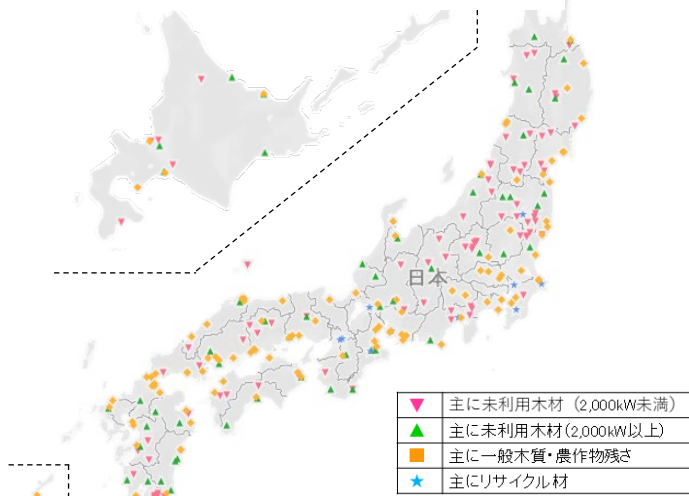 日本
主に未利用木材（2,000kW未満）
主に未利用木材(2,000kW以上)
主に一般木質・農作物残さ
主にリサイクル材